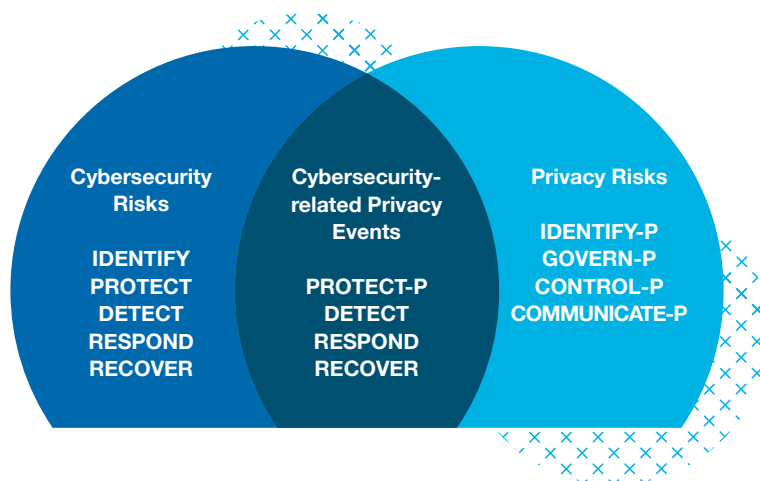 Cybersecurity
Risks
IDENTIFY
PROTECT
DETECT
RESPOND
RECOVER
Cybersecurity-
related Privacy
Events
PROTECT-P
DETECT
RESPOND
RECOVER
Privacy Risks
IDENTIFY-P
GOVERN-P
CONTROL-P
COMMUNICATE-P